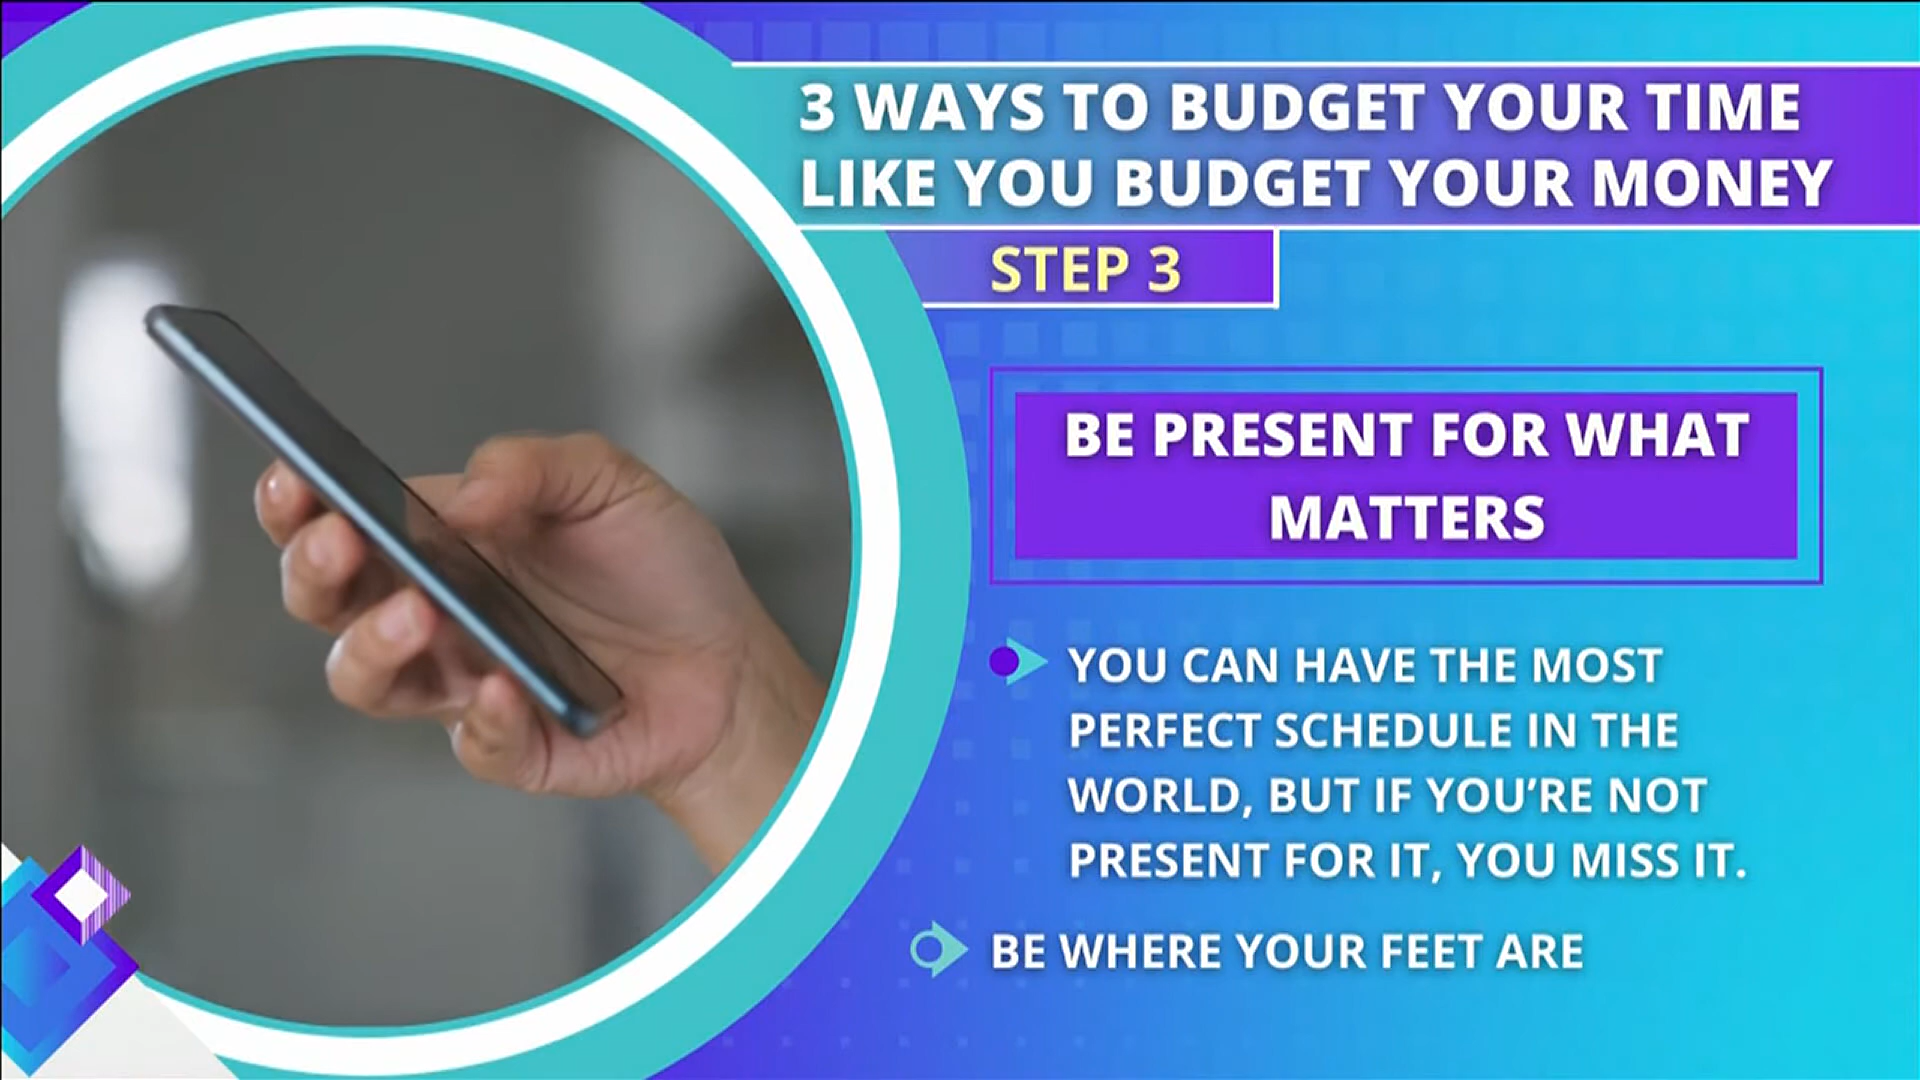 3 WAYS TO BUDGET YOUR TIME
LIKE YOU BUDGET YOUR MONEY
STEP 3
BE PRESENT FOR WHAT
MATTERS
YOU CAN HAVE THE MOST
PERFECT SCHEDULE IN THE
WORLD, BUT IF YOU’RE NOT
PRESENT FOR IT, YOU MISS IT.
BE WHERE YOUR FEET ARE